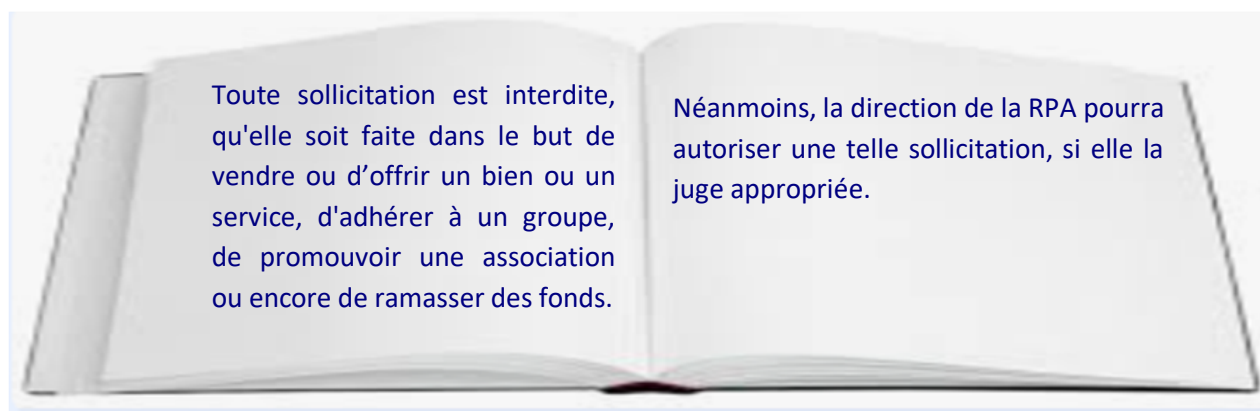 Toute sollicitation est interdite,
qu'elle soit faite dans le but de
vendre ou d’offrir un bien ou un
service, d'adhérer à un groupe,
de promouvoir une association
ou encore de ramasser des fonds.
Néanmoins, la direction de la RPA pourra
autoriser une telle sollicitation, si elle la
juge appropriée.